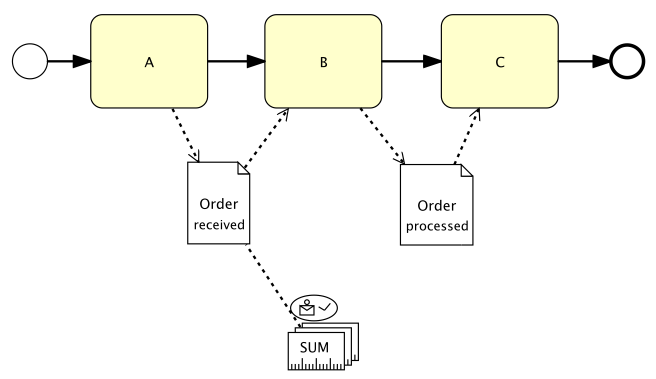 A
B
C
Order
received
Order
processed
SUM